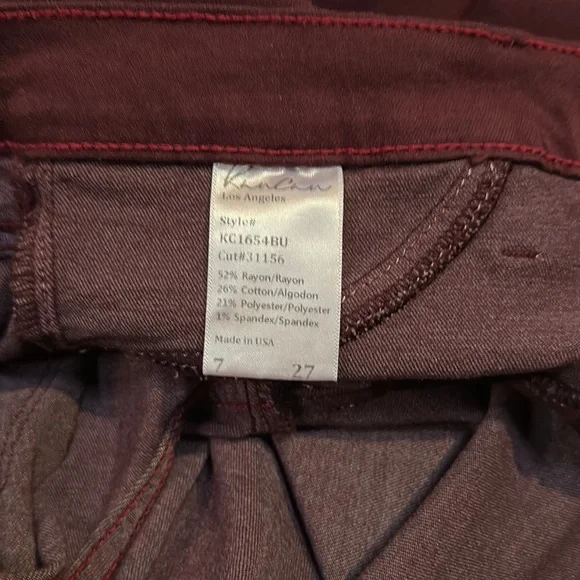 KanCan
Los Angeles
Style#
KC1654BU
Cut#31156
52% Rayon/Rayon
26% Cotton/Algodon
21% Polyester/Polyester
1% Spandex/Spandex
Made in USA
7 27